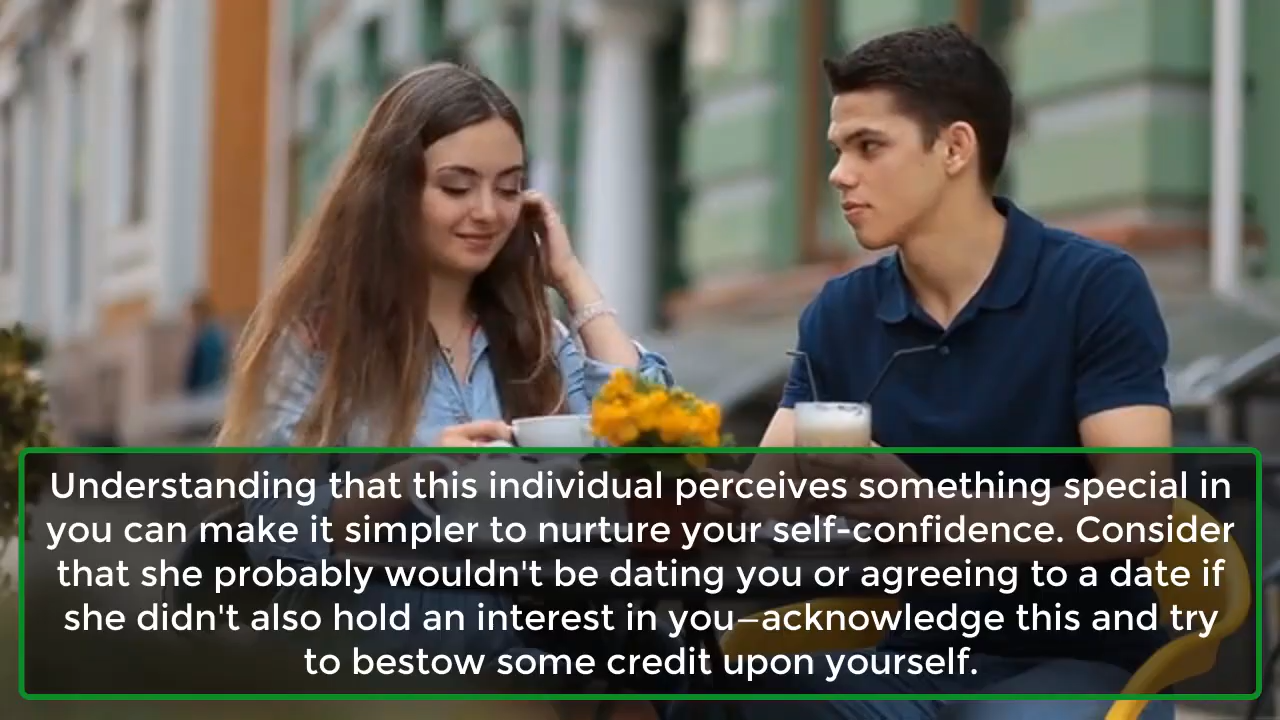 Understanding that this individual perceives something special in
you can make it simpler to nurture your self-confidence. Consider
that she probably wouldn't be dating you or agreeing to a date if
she didn't also hold an interest in you—acknowledge this and try
to bestow some credit upon yourself.